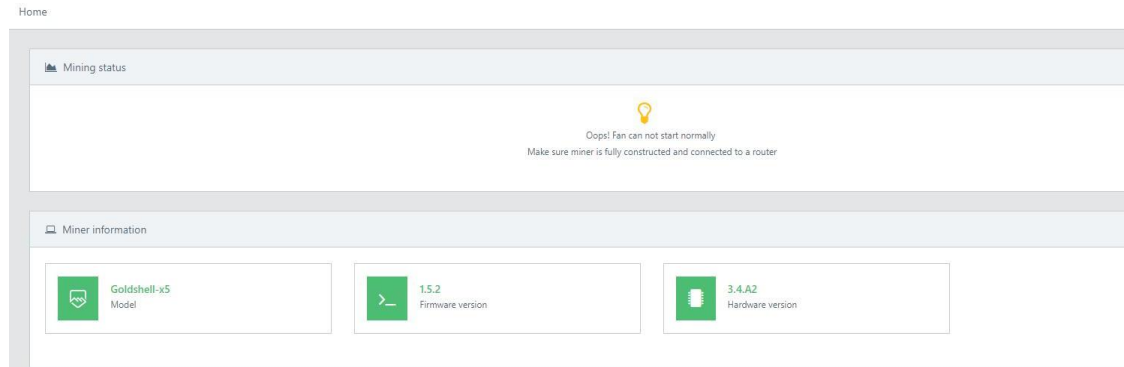 Home
Mining status
Oops! Fan can not start normally
Make sure miner is fully constructed and connected to a router
Miner information
Goldshell-x5
Model
1.5.2
Firmware version
3.4.A2
Hardware version